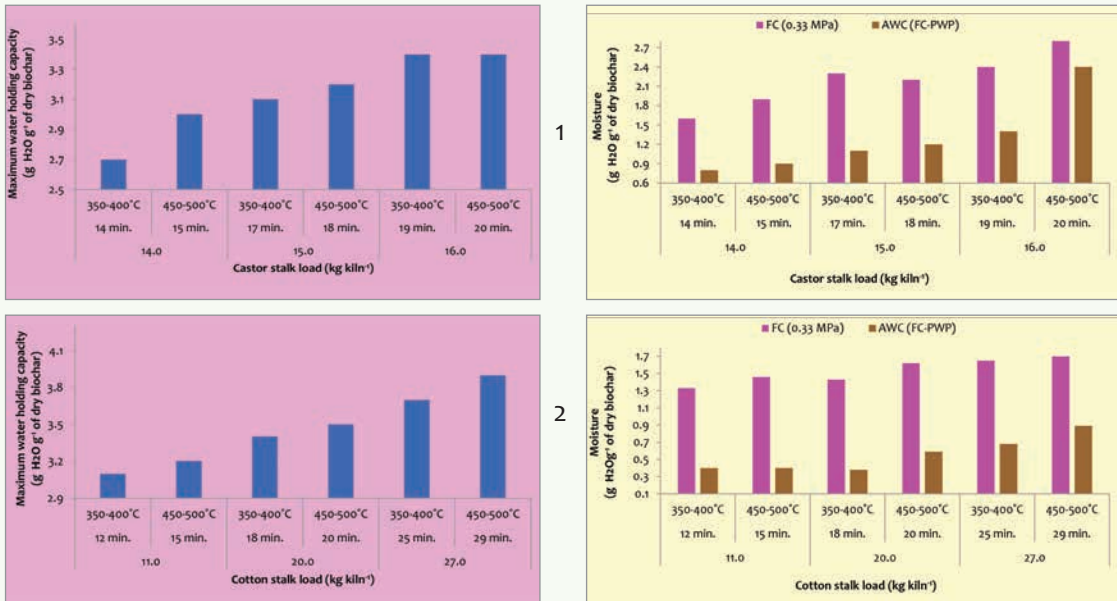 Maximum water holding capacity
(g H2O g⁻¹ of dry biochar)
3.5
3.3
3.1
2.9
2.7
2.5
350-400°C 450-500°C 350-400°C 450-500°C 350-400°C 450-500°C
14 min. 15 min. 17 min. 18 min. 19 min. 20 min.
14.0 15.0 16.0
Castor stalk load (kg kiln⁻¹)
1
FC (0.33 MPa) AWC (FC-PWP)
Moisture
(g H2O g⁻¹ of dry biochar)
2.7
2.4
2.1
1.8
1.5
1.2
0.9
0.6
350-400°C 450-500°C 350-400°C 450-500°C 350-400°C 450-500°C
14 min. 15 min. 17 min. 18 min. 19 min. 20 min.
14.0 15.0 16.0
Castor stalk load (kg kiln⁻¹)
Maximum water holding capacity
(g H2O g⁻¹ of dry biochar)
4.1
3.8
3.5
3.2
2.9
350-400°C 450-500°C 350-400°C 450-500°C 350-400°C 450-500°C
12 min. 15 min. 18 min. 20 min. 25 min. 29 min.
11.0 20.0 27.0
Cotton stalk load (kg kiln⁻¹)
2
FC (0.33 MPa) AWC (FC-PWP)
Moisture
(g H2Og⁻¹ of dry biochar)
1.7
1.5
1.3
1.1
0.9
0.7
0.5
0.3
0.1
350-400°C 450-500°C 350-400°C 450-500°C 350-400°C 450-500°C
12 min. 15 min. 18 min. 20 min. 25 min. 29 min.
11.0 20.0 27.0
Cotton stalk load (kg kiln⁻¹)